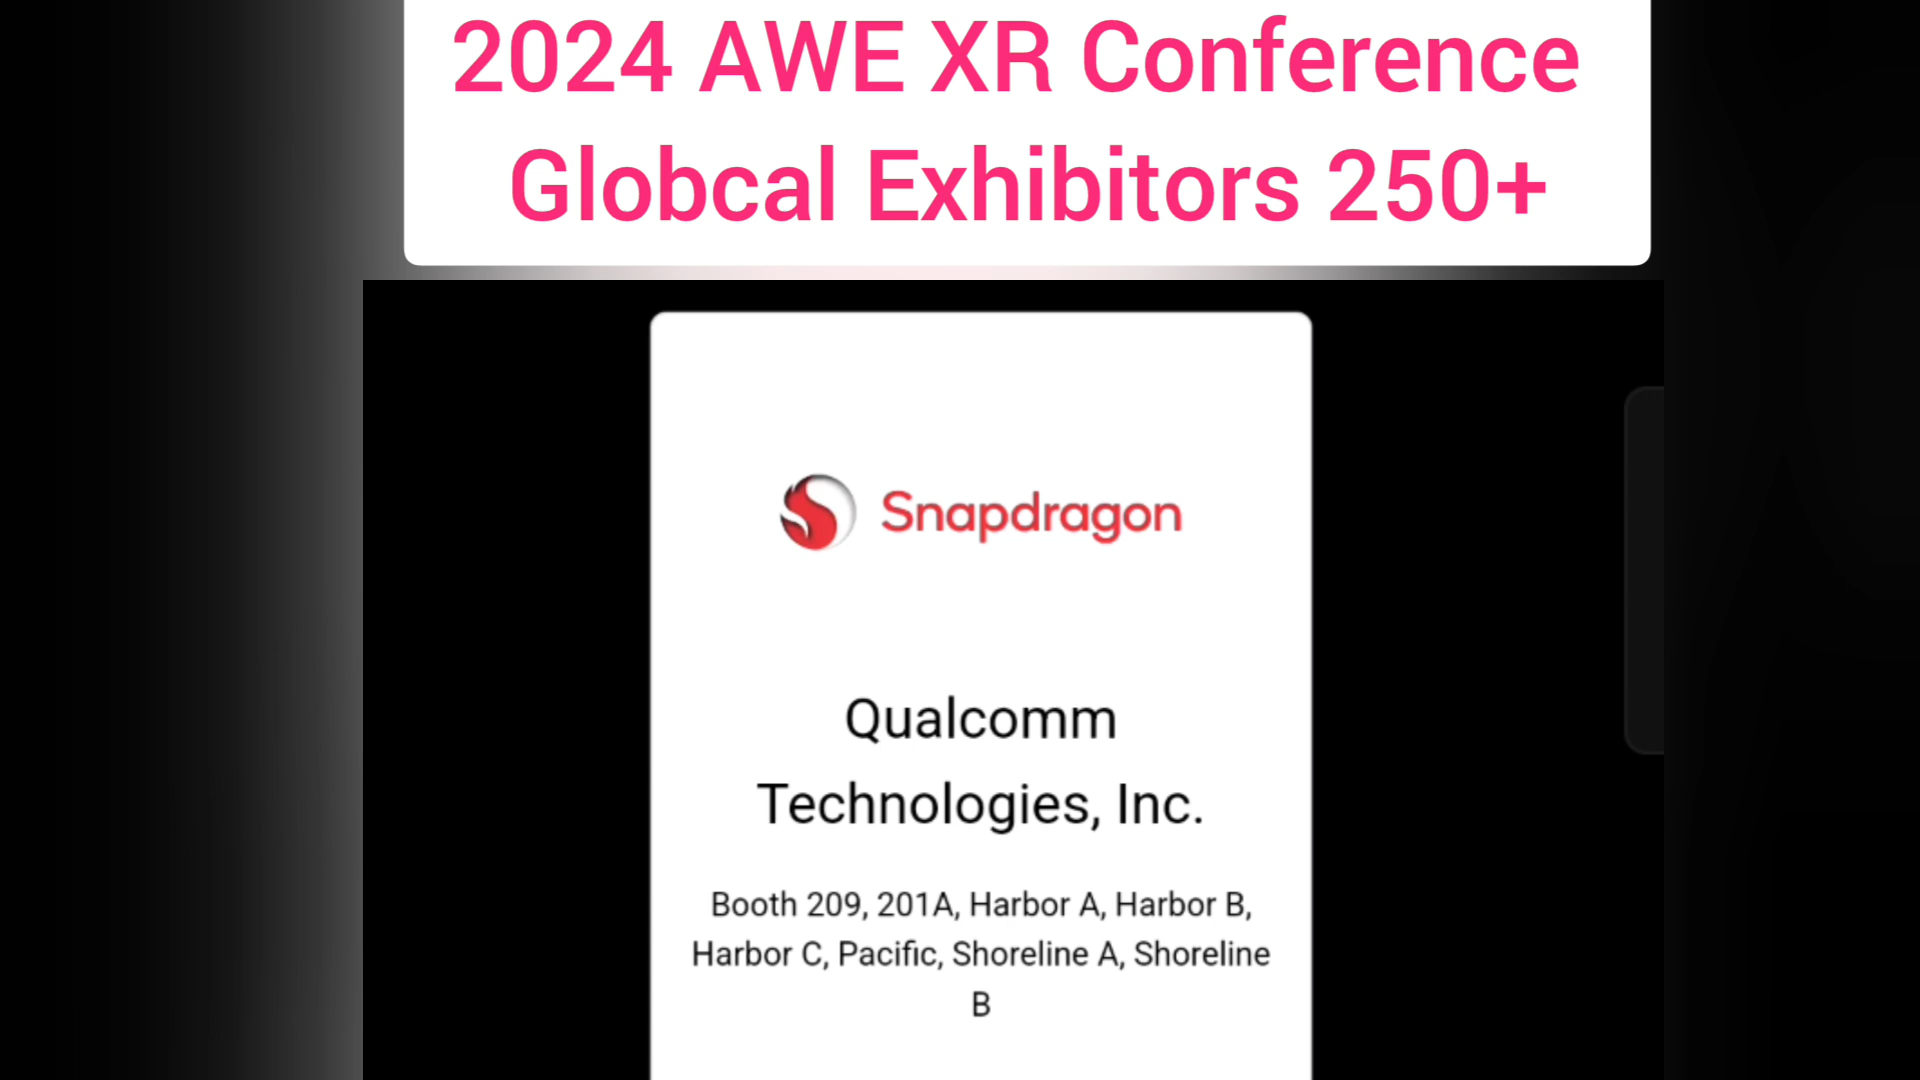 2024 AWE XR Conference
Globcal Exhibitors 250+
Snapdragon
Qualcomm
Technologies, Inc.
Booth 209, 201A, Harbor A, Harbor B,
Harbor C, Pacific, Shoreline A, Shoreline
B